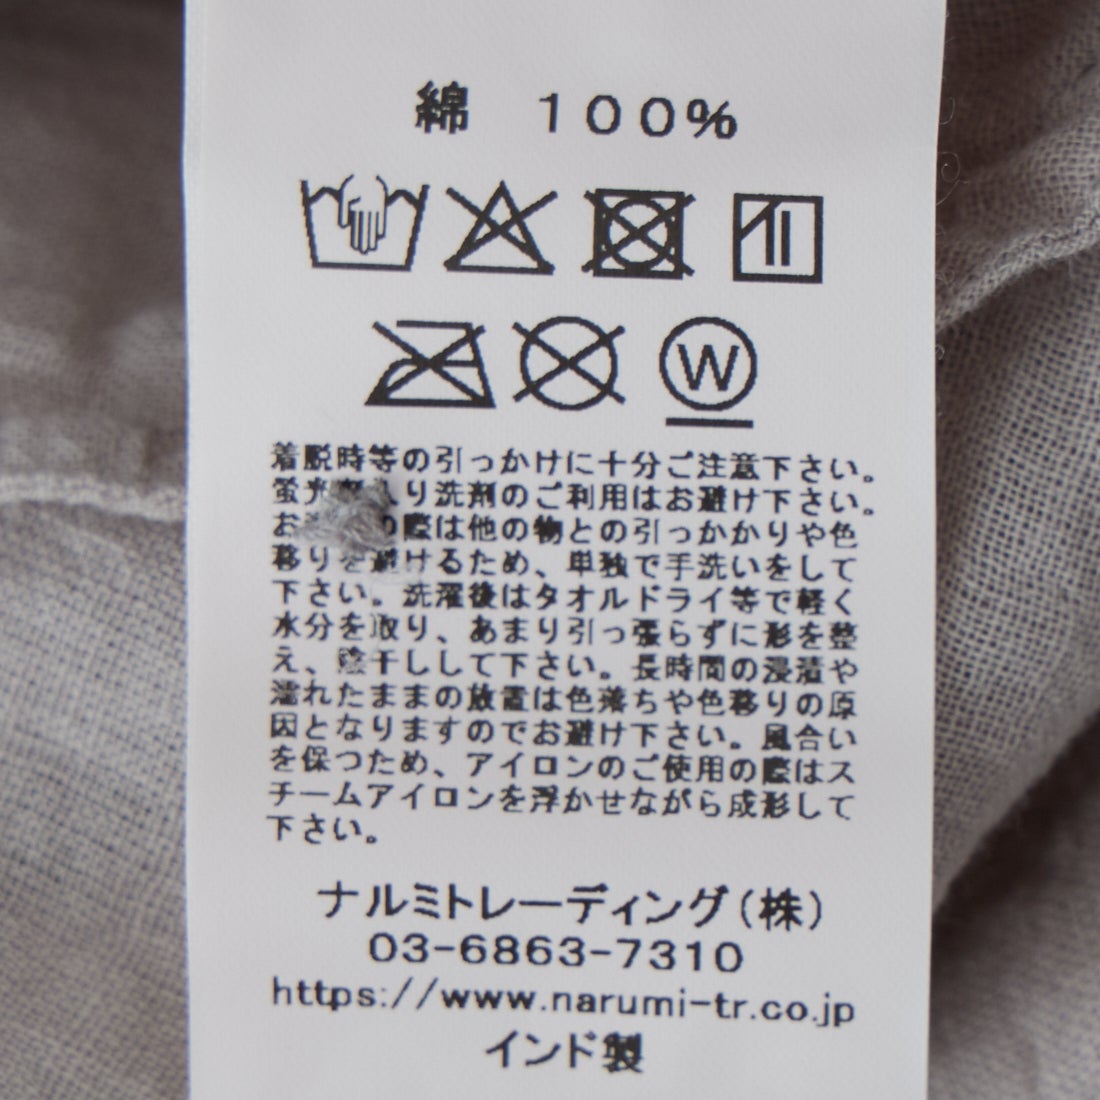 綿 100%
W
着脱時等の引っかけに十分ご注意下さい。
蛍光 り洗剤のご利用はお避け下さい。
お の際は他の物との引っかかりや色
移りを避けるため、単独で手洗いをして
下さい。洗濯後はタオルドライ等で軽く
水分を取り、あまり引っ張らずに形を整
え、陰干しして下さい。長時間の浸漬や
濡れたままの放置は色落ちや色移りの原
因となりますのでお避け下さい。風合い
を保つため、アイロンのご使用の際はス
チームアイロンを浮かせながら成形して
下さい。
ナルミトレーディング(株)
03-6863-7310
https://www.narumi-tr.co.jp
インド製